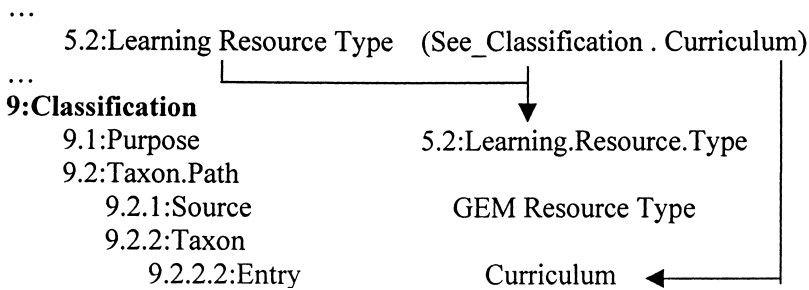 ...
5.2:Learning Resource Type (See_Classification . Curriculum)
...
9:Classification
9.1:Purpose 5.2:Learning.Resource.Type
9.2:Taxon.Path
9.2.1:Source GEM Resource Type
9.2.2:Taxon
9.2.2.2:Entry Curriculum